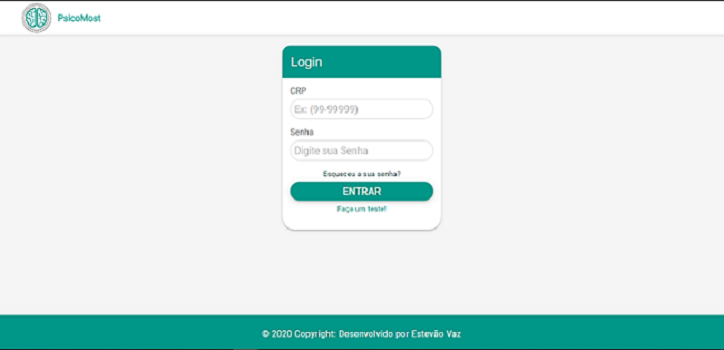 PsicoMost
Login
CRP
Ex: (99-99999)
Senha
Digite sua Senha
Esqueceu a sua senha?
ENTRAR
Faça um teste!
© 2020 Copyright: Desenvolvido por Estevão Vaz